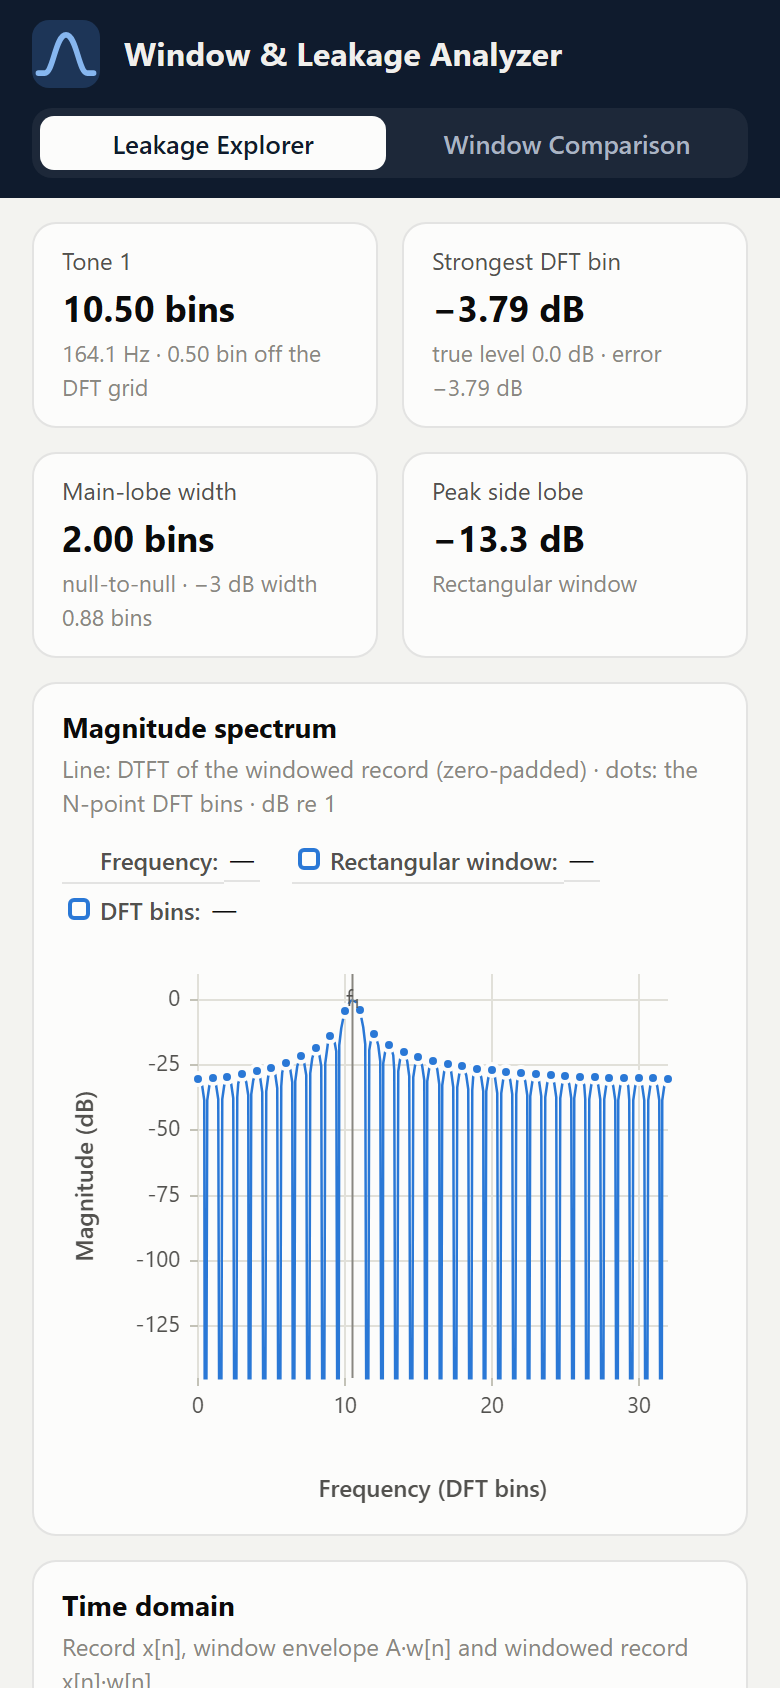 Window & Leakage Analyzer
Leakage Explorer
Window Comparison
Tone 1
10.50 bins
164.1 Hz · 0.50 bin off the
DFT grid
Strongest DFT bin
−3.79 dB
true level 0.0 dB · error
−3.79 dB
Main-lobe width
2.00 bins
null-to-null · −3 dB width
0.88 bins
Peak side lobe
−13.3 dB
Rectangular window
Magnitude spectrum
Line: DTFT of the windowed record (zero-padded) · dots: the
N-point DFT bins · dB re 1
Frequency: —
Rectangular window: —
DFT bins: —
0
-25
-50
-75
-100
-125
Magnitude (dB)
0
10
20
30
Frequency (DFT bins)
Time domain
Record x[n], window envelope A·w[n] and windowed record
x[n]·w[n]